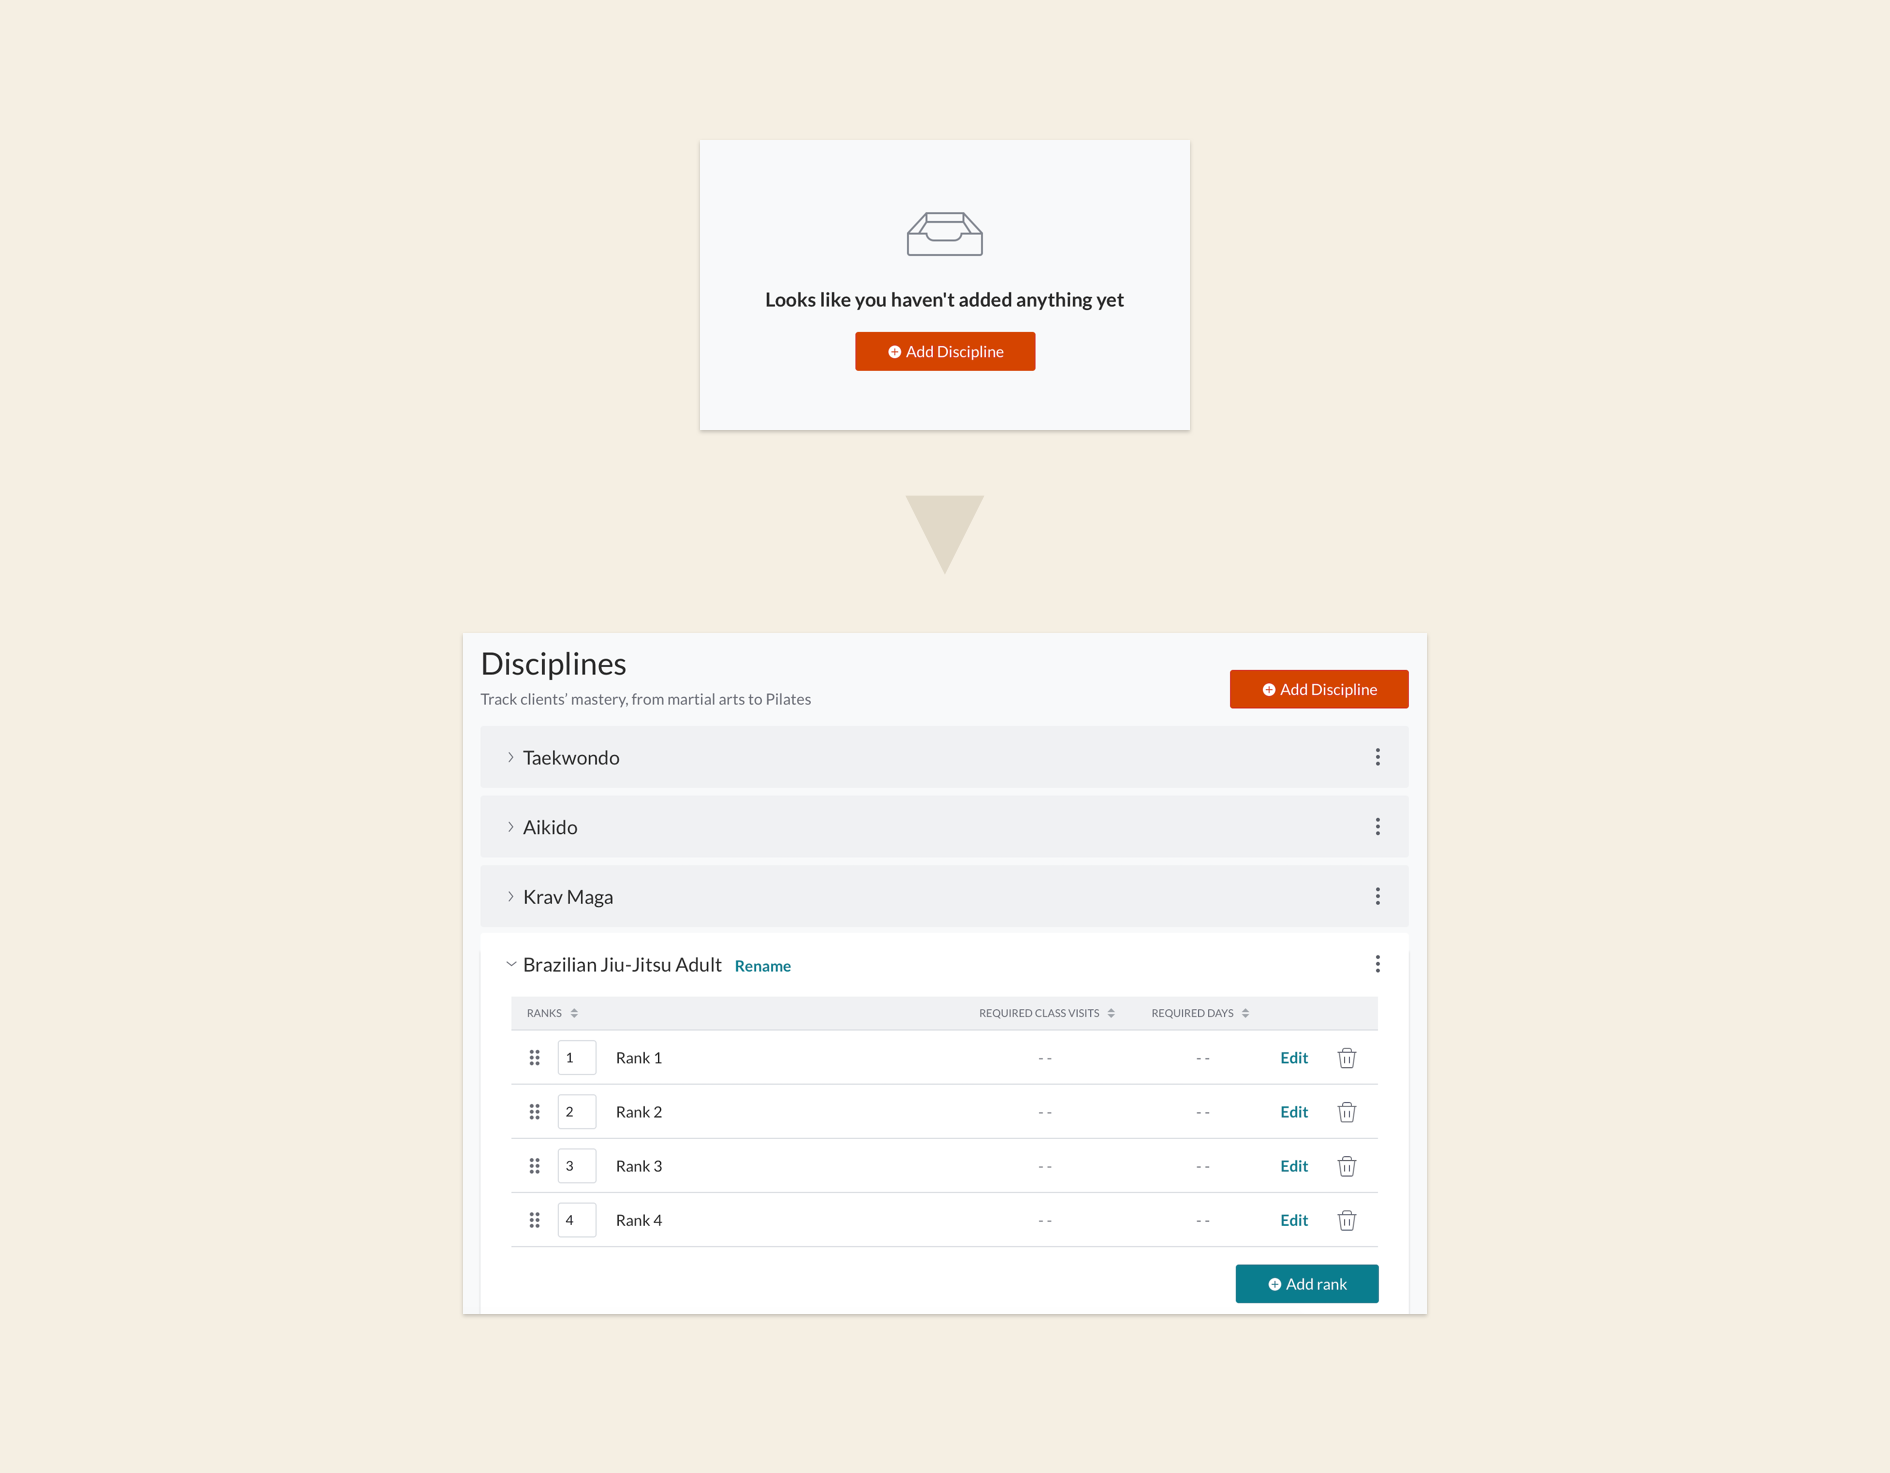 Looks like you haven't added anything yet
Add Discipline
Disciplines
Track clients’ mastery, from martial arts to Pilates
Add Discipline
Taekwondo
Aikido
Krav Maga
Brazilian Jiu-Jitsu Adult Rename
RANKS REQUIRED CLASS VISITS REQUIRED DAYS
1 Rank 1 - - - - Edit
2 Rank 2 - - - - Edit
3 Rank 3 - - - - Edit
4 Rank 4 - - - - Edit
Add rank